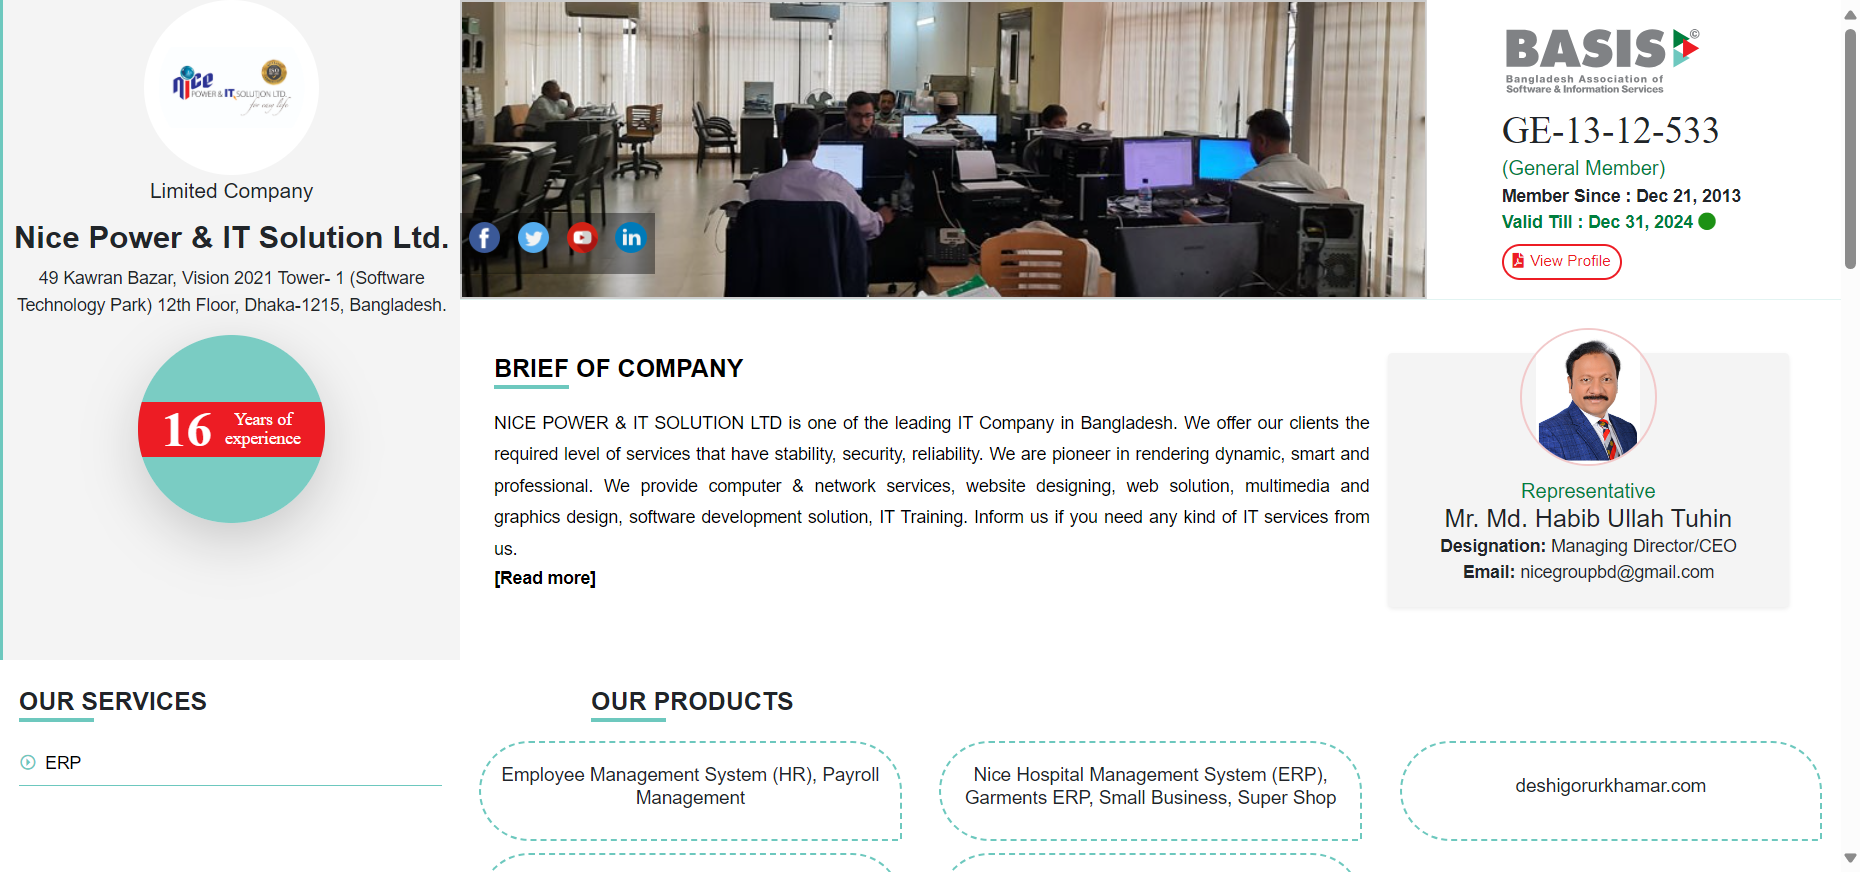 nice
POWER & IT SOLUTION LTD.
for easy life
ISO
Limited Company
Nice Power & IT Solution Ltd.
49 Kawran Bazar, Vision 2021 Tower- 1 (Software
Technology Park) 12th Floor, Dhaka-1215, Bangladesh.
16 Years of
experience
BASIS ©
Bangladesh Association of
Software & Information Services
GE-13-12-533
(General Member)
Member Since : Dec 21, 2013
Valid Till : Dec 31, 2024
View Profile
BRIEF OF COMPANY
NICE POWER & IT SOLUTION LTD is one of the leading IT Company in Bangladesh. We offer our clients the
required level of services that have stability, security, reliability. We are pioneer in rendering dynamic, smart and
professional. We provide computer & network services, website designing, web solution, multimedia and
graphics design, software development solution, IT Training. Inform us if you need any kind of IT services from
us.
[Read more]
Representative
Mr. Md. Habib Ullah Tuhin
Designation: Managing Director/CEO
Email: nicegroupbd@gmail.com
OUR SERVICES
ERP
OUR PRODUCTS
Employee Management System (HR), Payroll
Management
Nice Hospital Management System (ERP),
Garments ERP, Small Business, Super Shop
deshigorurkhamar.com